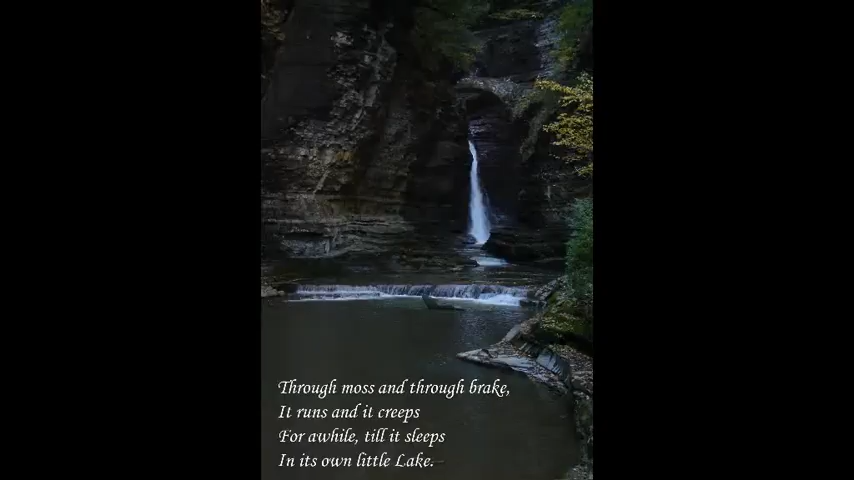 Through moss and through brake,
It runs and it creeps
For awhile, till it sleeps
In its own little Lake.